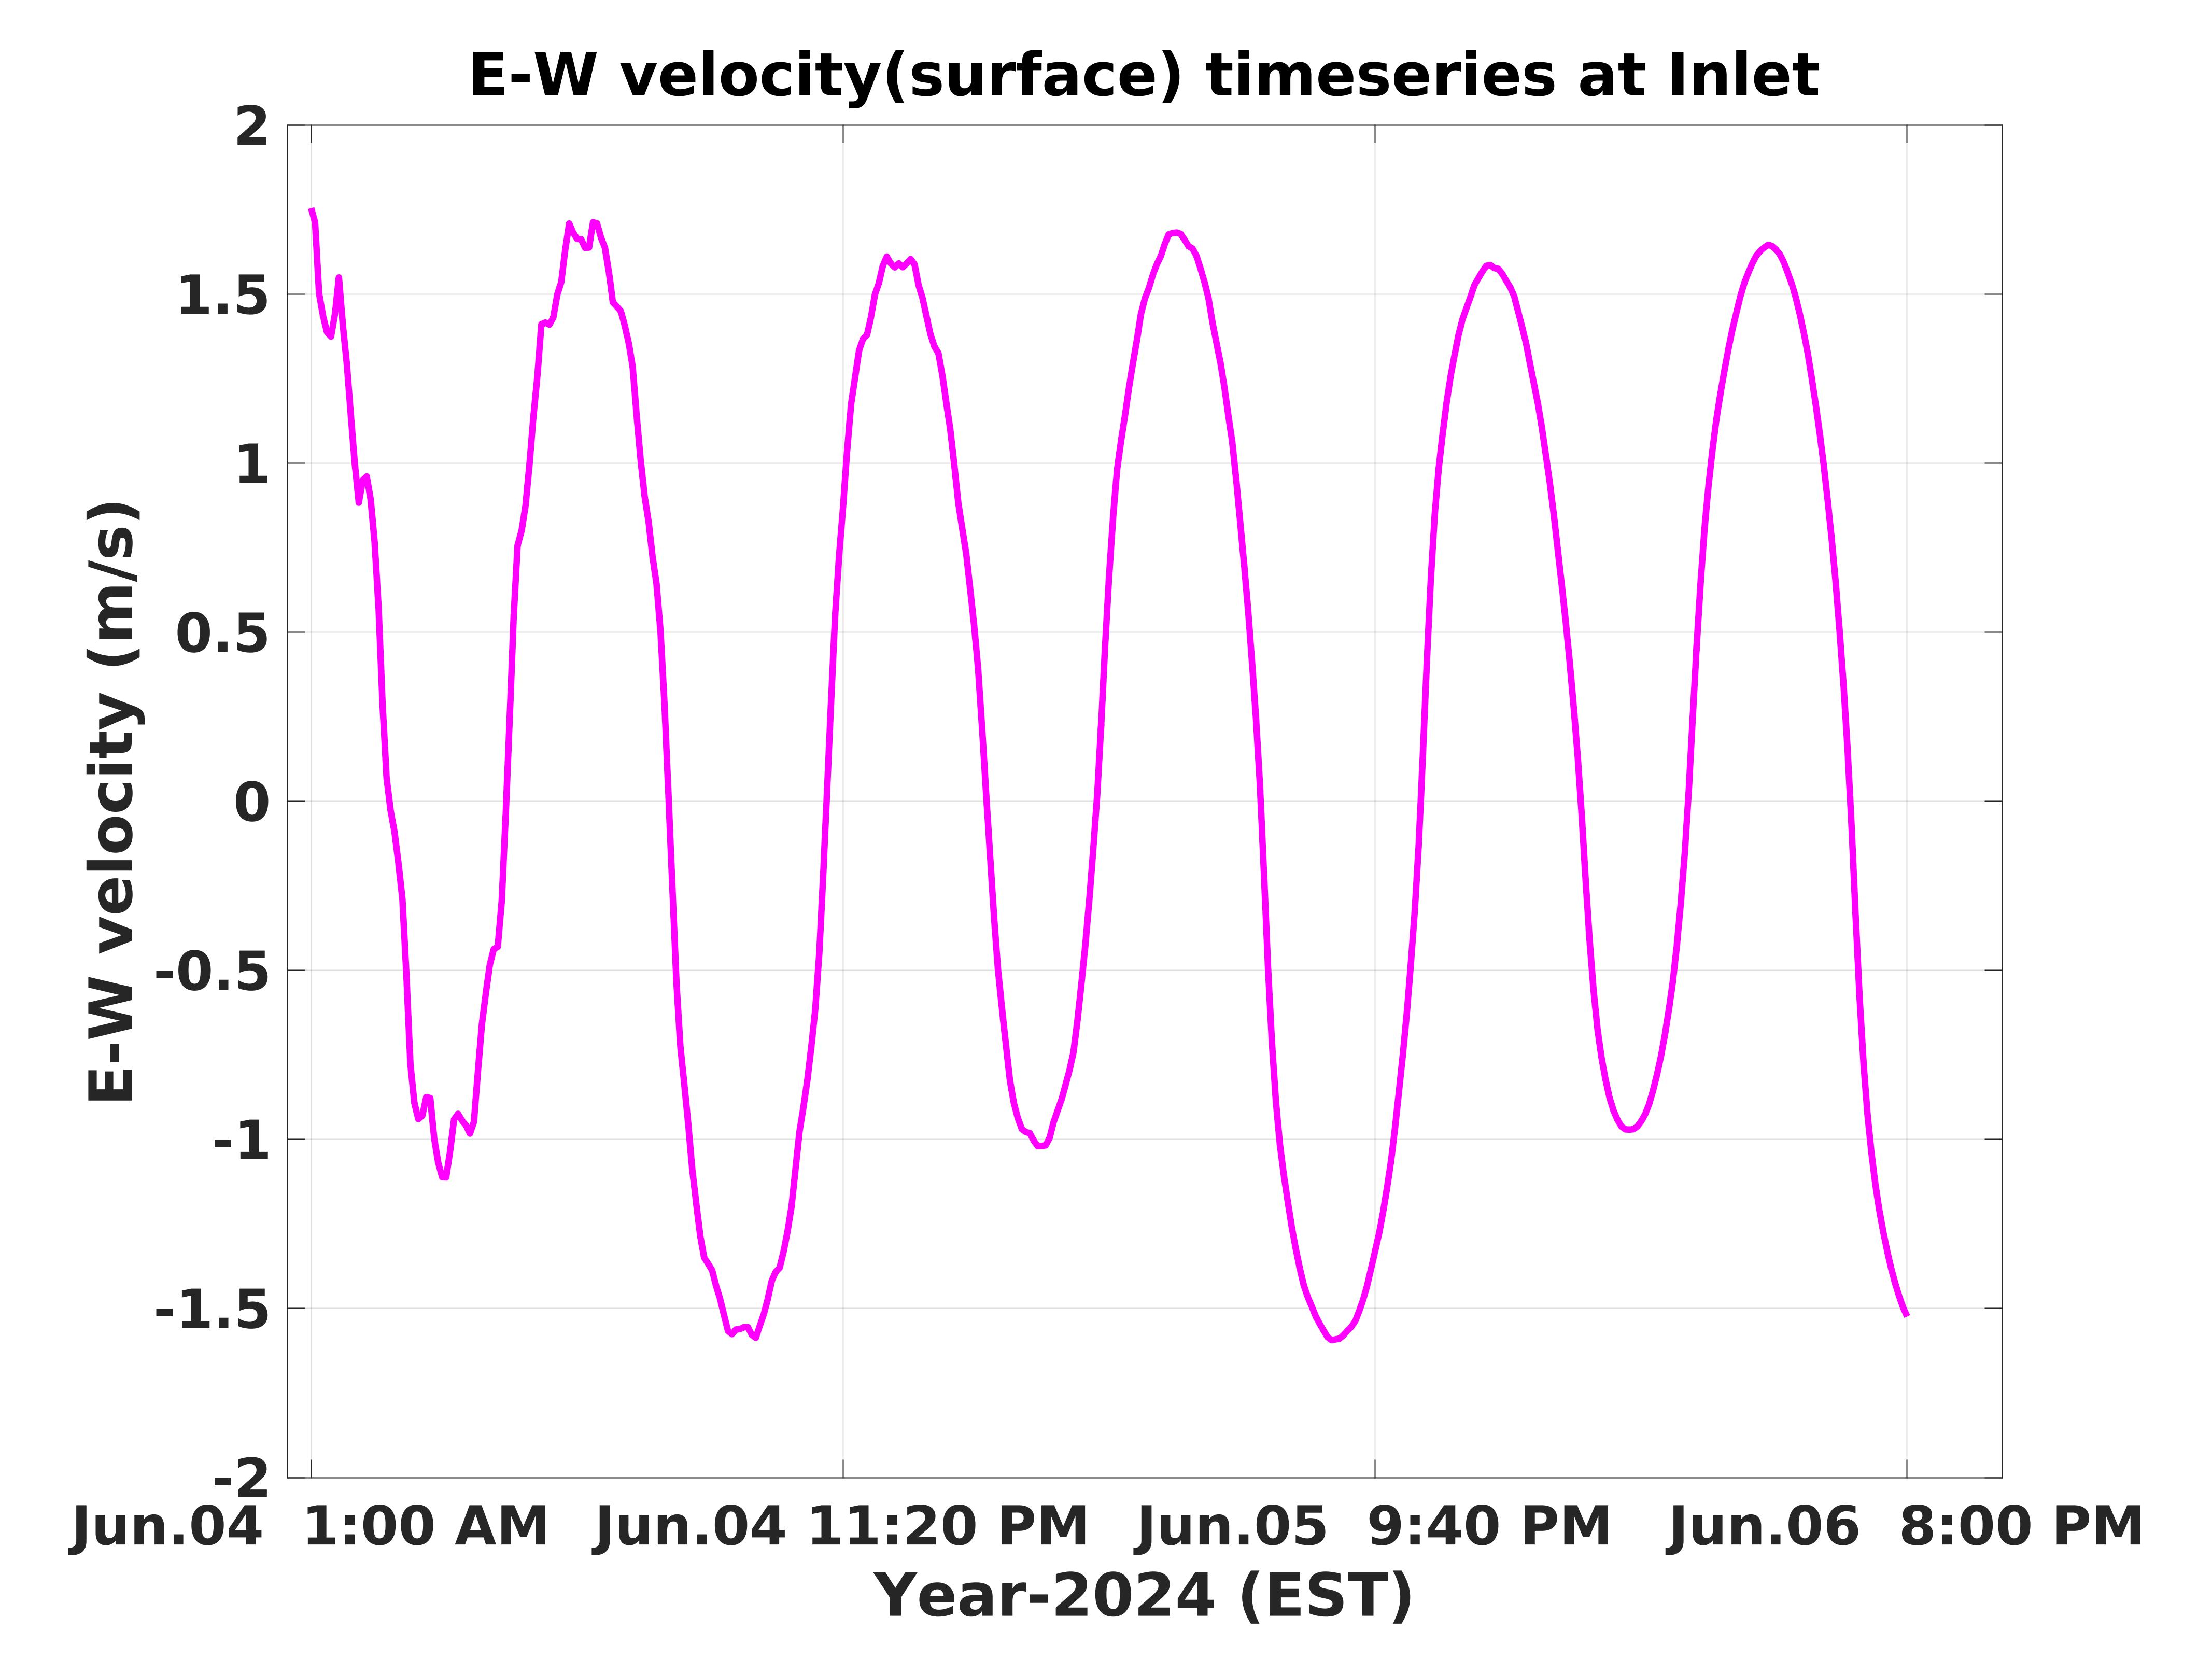 E-W velocity(surface) timeseries at Inlet
E-W velocity (m/s)
2
1.5
1
0.5
0
-0.5
-1
-1.5
-2
Jun.04 1:00 AM Jun.04 11:20 PM Jun.05 9:40 PM Jun.06 8:00 PM
Year-2024 (EST)